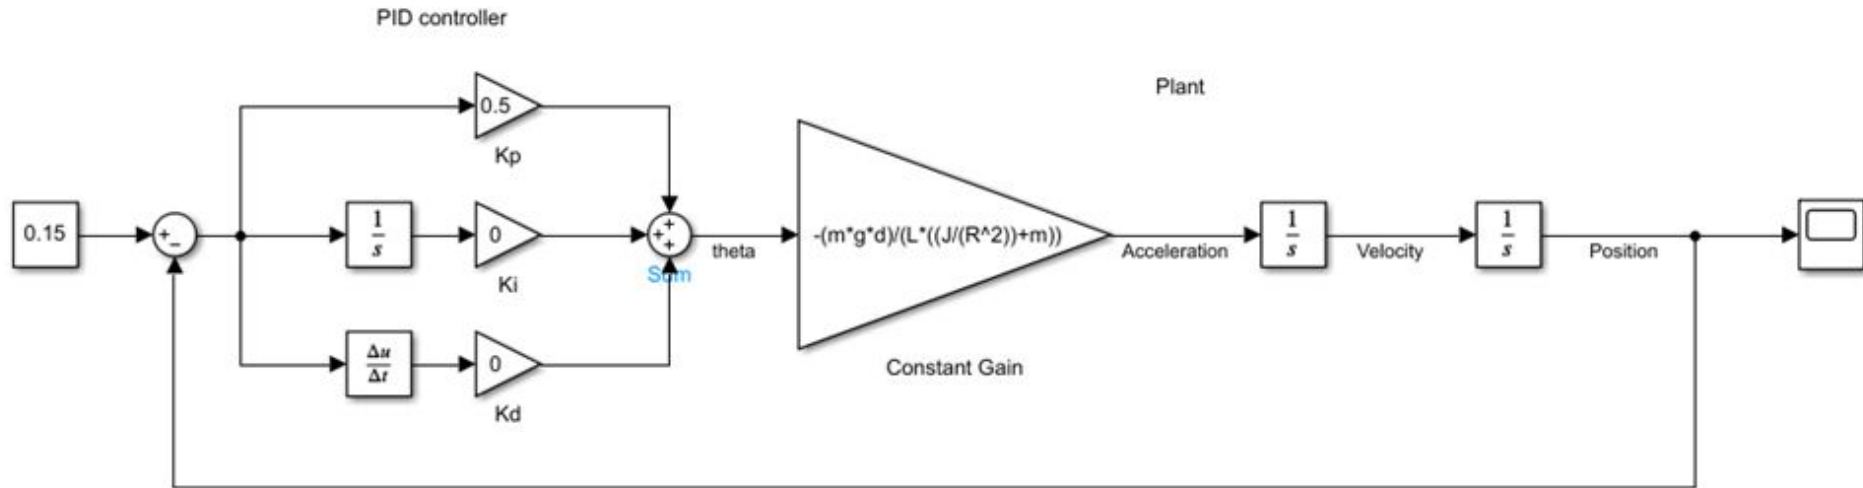 PID controller
Plant
0.5
Kp
0.15
+
−
1
s
0
Ki
+
+
+
Sum
theta
-(m*g*d)/(L*((J/(R^2))+m))
Acceleration
1
s
Velocity
1
s
Position
Δu
Δt
0
Kd
Constant Gain